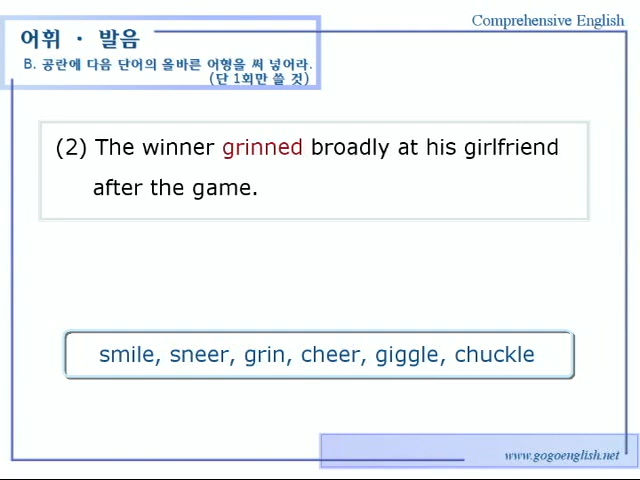 Comprehensive English
어휘 · 발음
B. 공란에 다음 단어의 올바른 어형을 써 넣어라.
(단 1회만 쓸 것)
(2) The winner grinned broadly at his girlfriend
after the game.
smile, sneer, grin, cheer, giggle, chuckle
www.gogoenglish.net